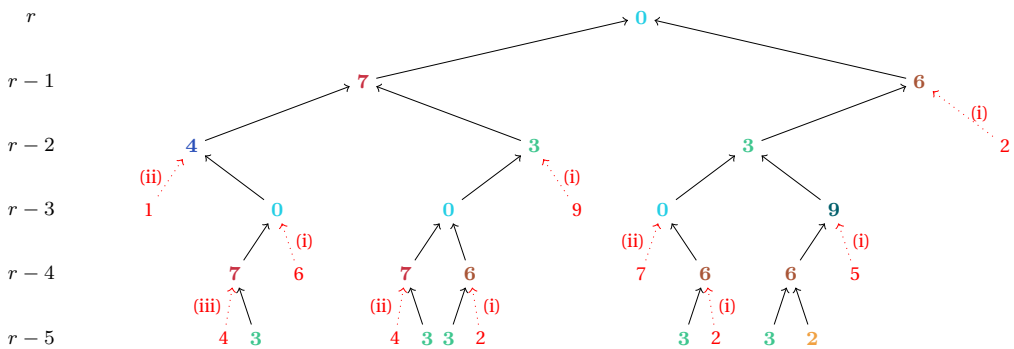 r 0
r − 1 7 6
(i)
r − 2 4 3 3 2
(ii) (i)
r − 3 1 0 0 9 0 9
(i) (ii) (i)
r − 4 7 6 7 6 7 6 6 5
(iii) (ii) (i) (i)
r − 5 4 3 4 3 3 2 3 2 3 2